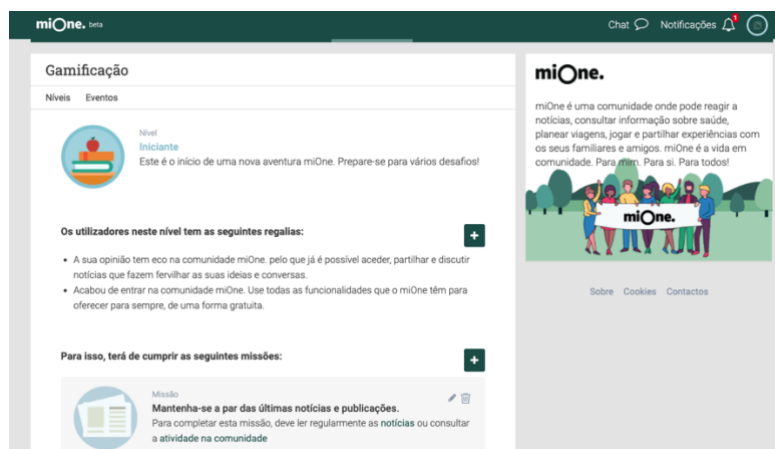 miOne. beta
Chat
Notificações
Gamificação
Níveis Eventos
Nível
Iniciante
Este é o início de uma nova aventura miOne. Prepare-se para vários desafios!
Os utilizadores neste nível tem as seguintes regalias:
+
• A sua opinião tem eco na comunidade miOne. pelo que já é possível aceder, partilhar e discutir
notícias que fazem fervilhar as suas ideias e conversas.
• Acabou de entrar na comunidade miOne. Use todas as funcionalidades que o miOne têm para
oferecer para sempre, de uma forma gratuita.
Para isso, terá de cumprir as seguintes missões:
+
Missão
Mantenha-se a par das últimas notícias e publicações.
Para completar esta missão, deve ler regularmente as notícias ou consultar
a atividade na comunidade
miOne.
miOne é uma comunidade onde pode reagir a
notícias, consultar informação sobre saúde,
planear viagens, jogar e partilhar experiências com
os seus familiares e amigos. miOne é a vida em
comunidade. Para mim. Para si. Para todos!
miOne.
Sobre Cookies Contactos